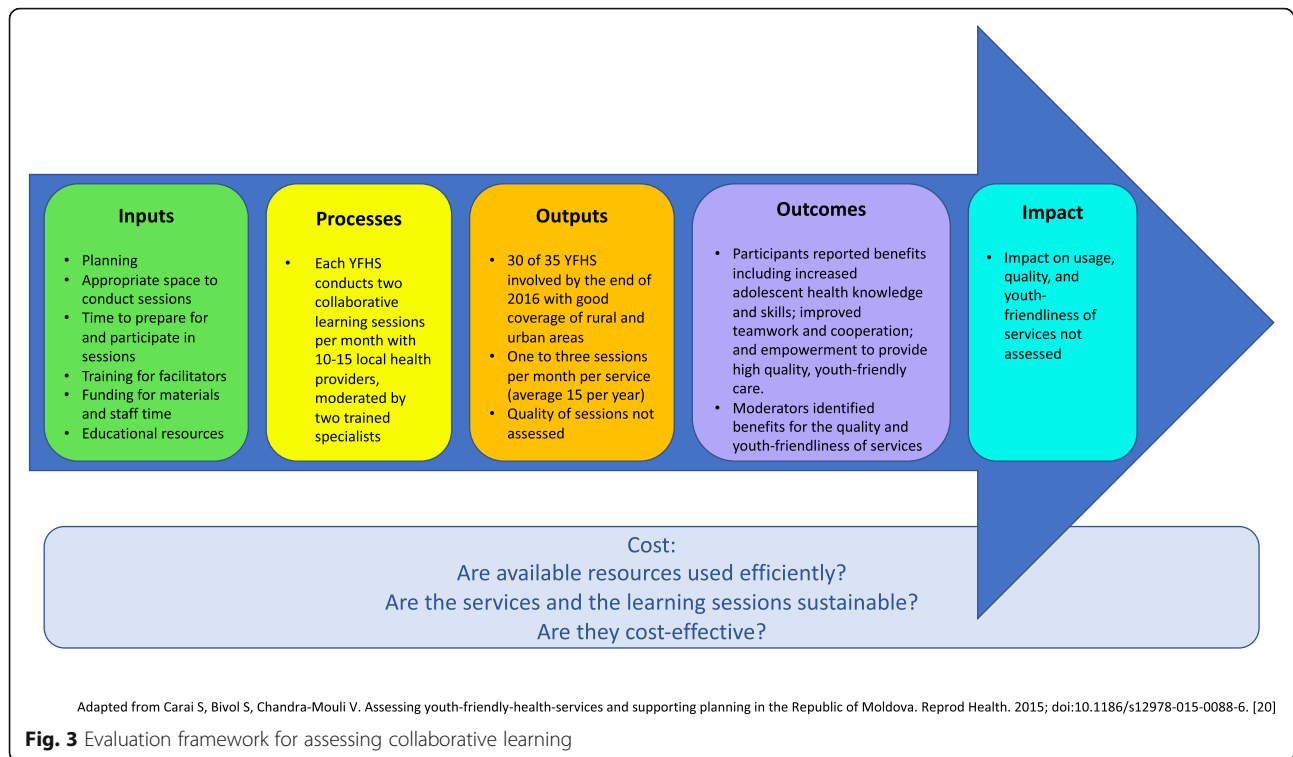 Inputs
• Planning
• Appropriate space to
conduct sessions
• Time to prepare for
and participate in
sessions
• Training for facilitators
• Funding for materials
and staff time
• Educational resources
Processes
• Each YFHS
conducts two
collaborative
learning sessions
per month with
10-15 local health
providers,
moderated by
two trained
specialists
Outputs
• 30 of 35 YFHS
involved by the end of
2016 with good
coverage of rural and
urban areas
• One to three sessions
per month per service
(average 15 per year)
• Quality of sessions not
assessed
Outcomes
• Participants reported benefits
including increased
adolescent health knowledge
and skills; improved
teamwork and cooperation;
and empowerment to provide
high quality, youth-friendly
care.
• Moderators identified
benefits for the quality and
youth-friendliness of services
Impact
• Impact on usage,
quality, and
youth-
friendliness of
services not
assessed
Cost:
Are available resources used efficiently?
Are the services and the learning sessions sustainable?
Are they cost-effective?
Adapted from Carai S, Bivol S, Chandra-Mouli V. Assessing youth-friendly-health-services and supporting planning in the Republic of Moldova. Reprod Health. 2015; doi:10.1186/s12978-015-0088-6. [20]
Fig. 3 Evaluation framework for assessing collaborative learning